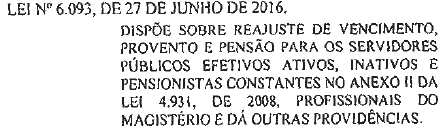 LEI Nº 6.093, DE 27 DE JUNHO DE 2016.
DISPÕE SOBRE REAJUSTE DE VENCIMENTO,
PROVENTO E PENSÃO PARA OS SERVIDORES
PÚBLICOS EFETIVOS ATIVOS, INATIVOS E
PENSIONISTAS CONSTANTES NO ANEXO II DA
LEI 4.931, DE 2008, PROFISSIONAIS DO
MAGISTÉRIO E DÁ OUTRAS PROVIDÊNCIAS.